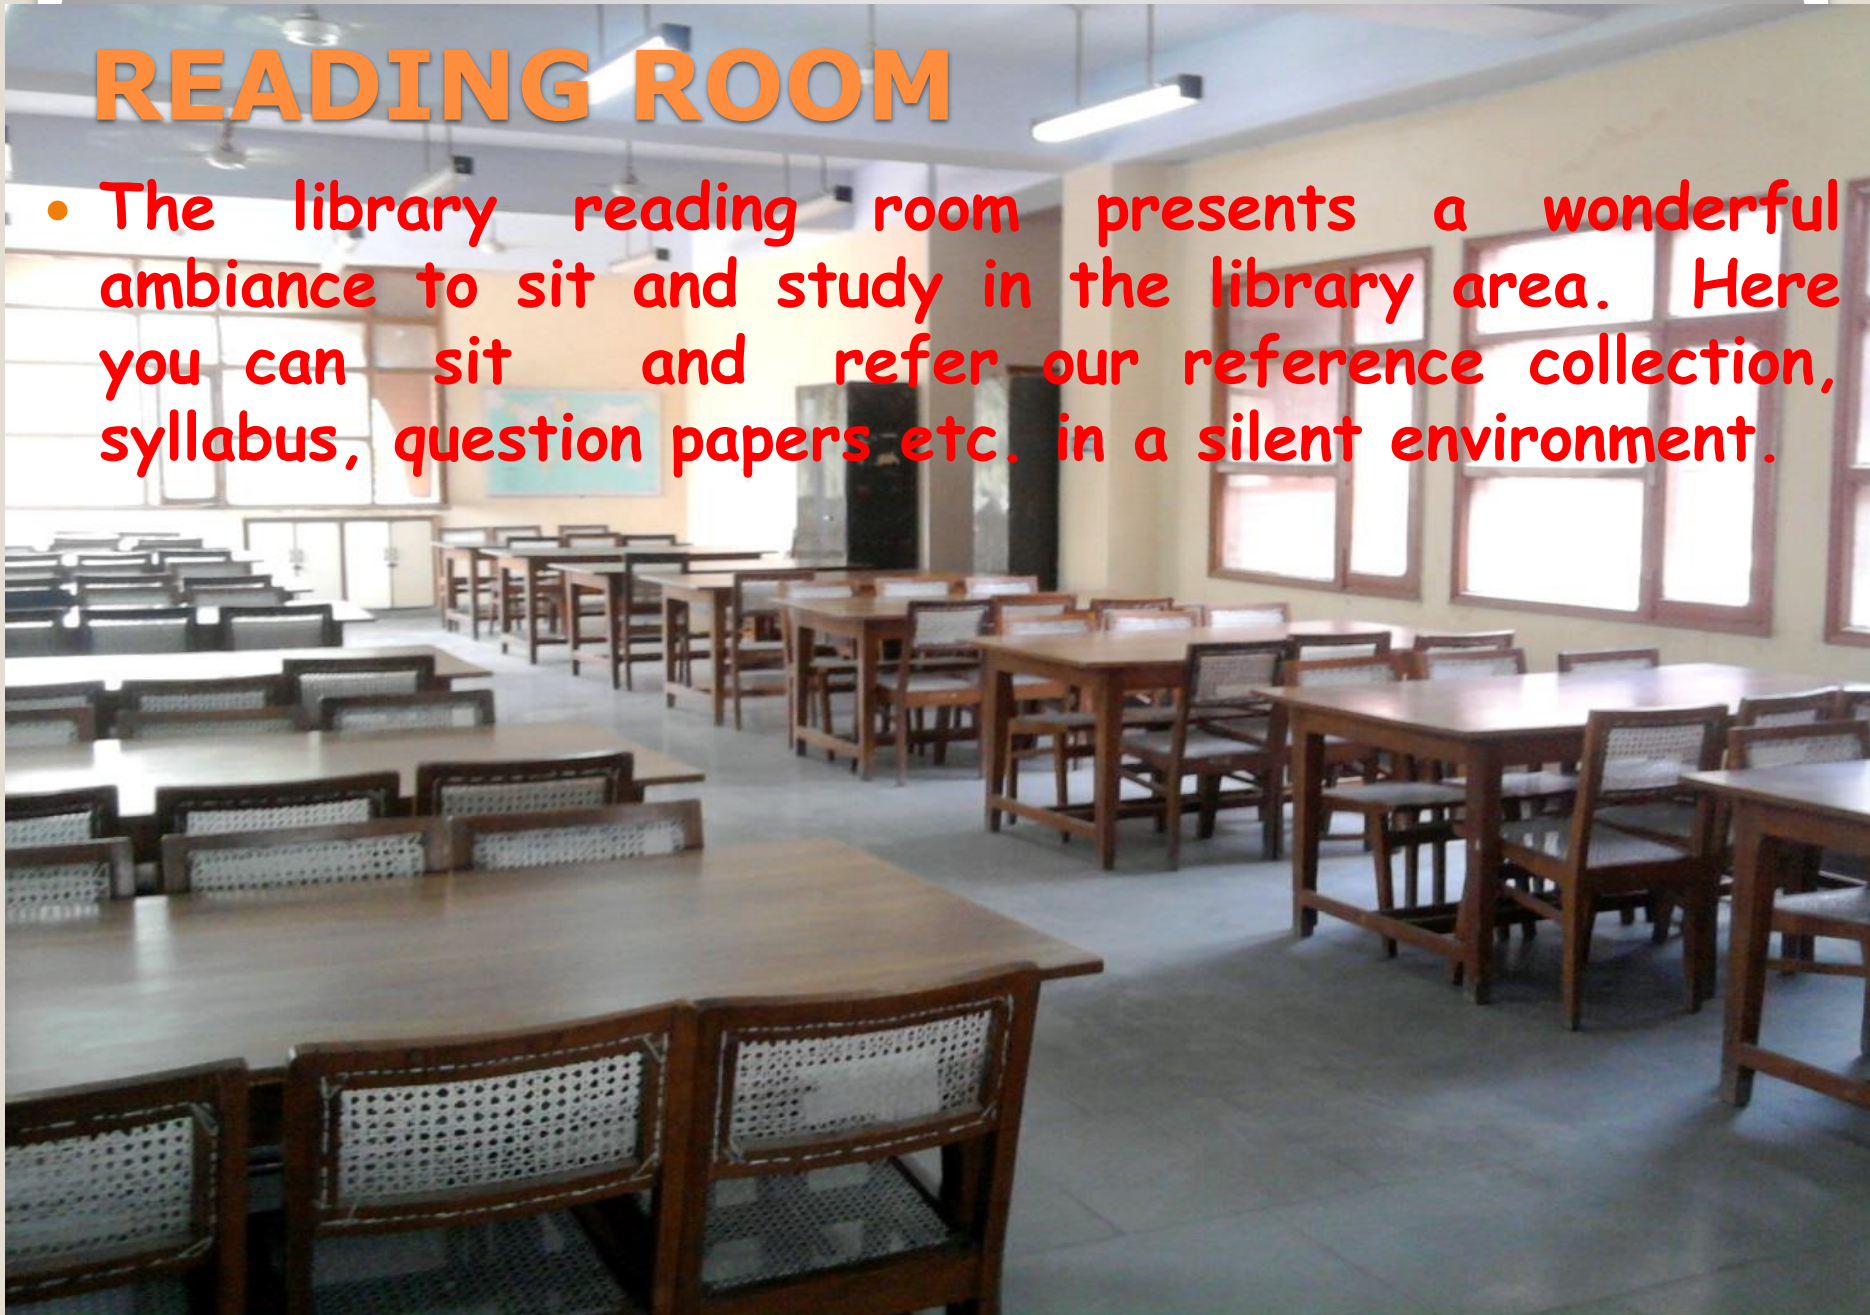 READING ROOM
• The library reading room presents a wonderful
ambiance to sit and study in the library area. Here
you can sit and refer our reference collection,
syllabus, question papers etc. in a silent environment.